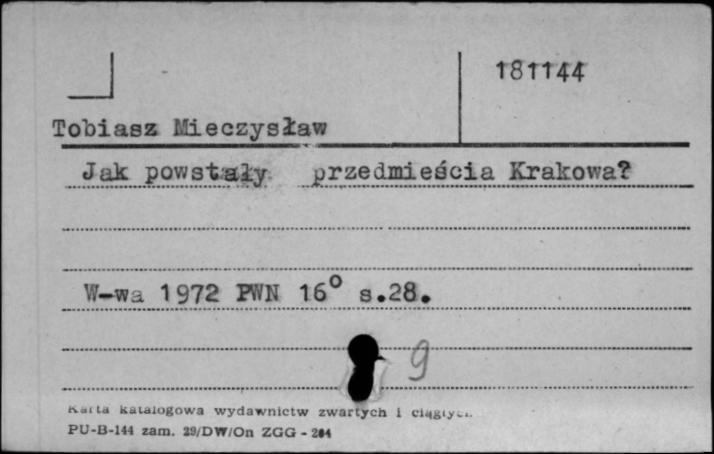 181144
Tobiasz Mieczysław
Jak powstały przedmieścia Krakowa?
W-wa 1972 PWN 16° s.28.
9
Karta katalogowa wydawnictw zwartych i ciągłych.
PU-B-144 zam. 29/DW/On ZGG - 204